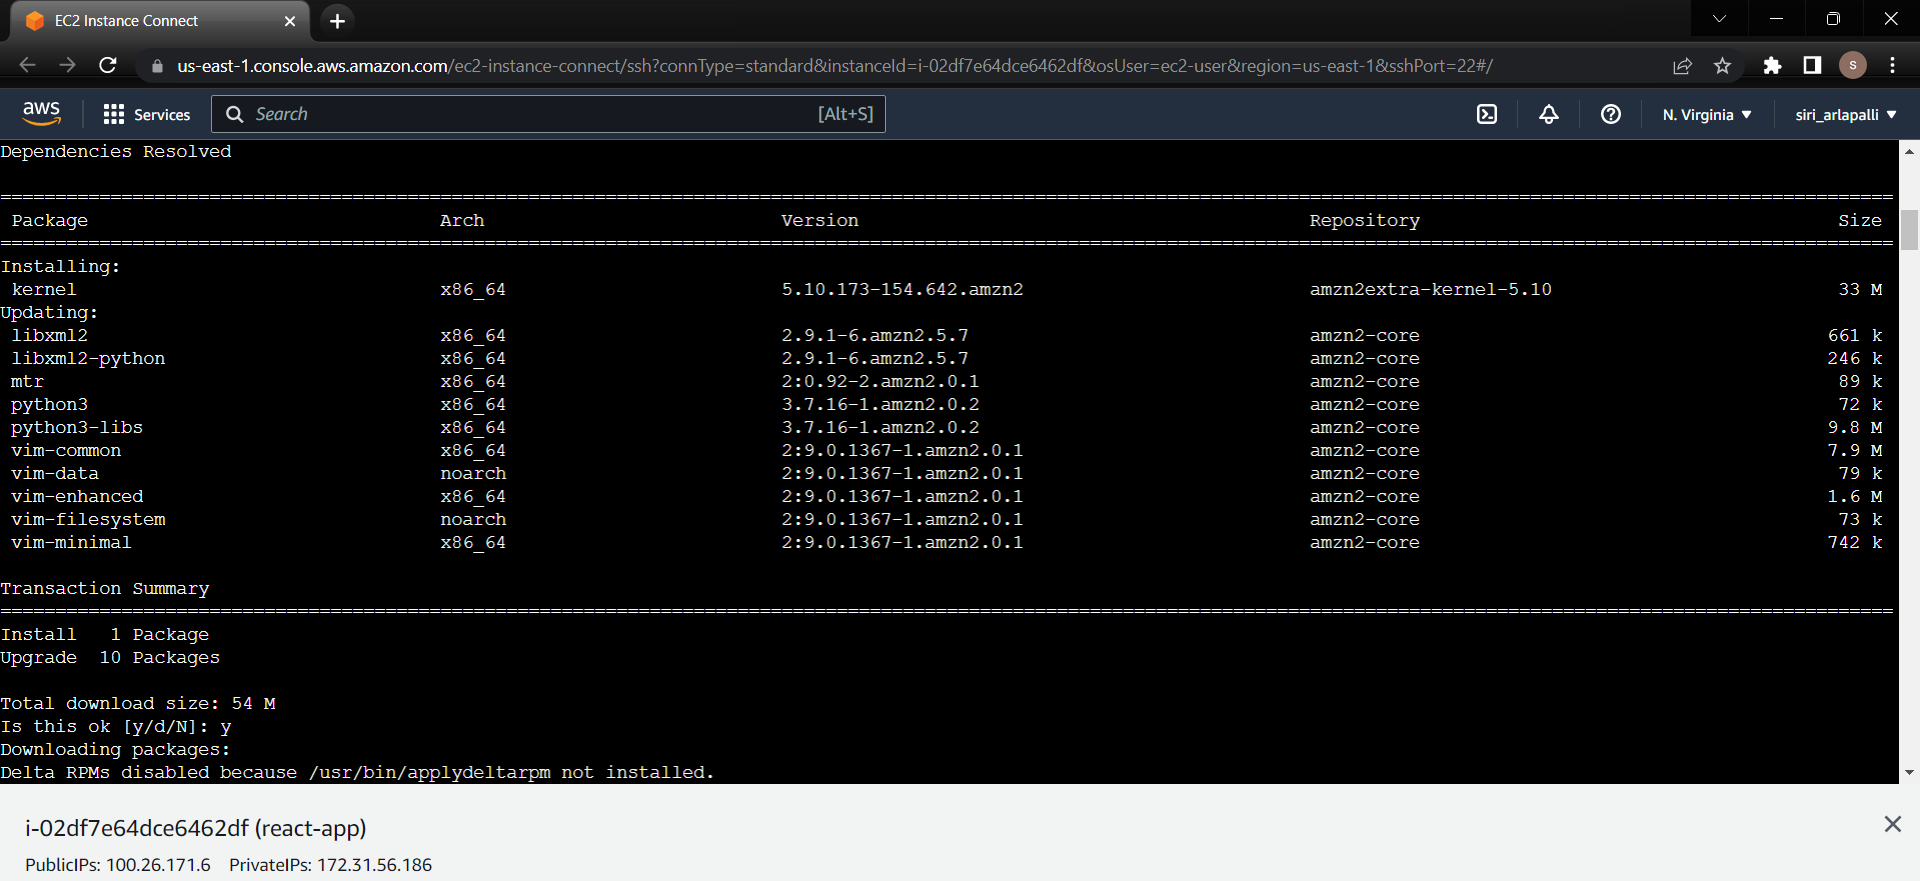 EC2 Instance Connect
us-east-1.console.aws.amazon.com/ec2-instance-connect/ssh?connType=standard&instanceId=i-02df7e64dce6462df&osUser=ec2-user&region=us-east-1&sshPort=22#/
S
aws Services Search [Alt+S] N. Virginia siri_arlapalli
Dependencies Resolved
================================================================================
Package Arch Version Repository Size
================================================================================
Installing:
kernel x86_64 5.10.173-154.642.amzn2 amzn2extra-kernel-5.10 33 M
Updating:
libxml2 x86_64 2.9.1-6.amzn2.5.7 amzn2-core 661 k
libxml2-python x86_64 2.9.1-6.amzn2.5.7 amzn2-core 246 k
mtr x86_64 2:0.92-2.amzn2.0.1 amzn2-core 89 k
python3 x86_64 3.7.16-1.amzn2.0.2 amzn2-core 72 k
python3-libs x86_64 3.7.16-1.amzn2.0.2 amzn2-core 9.8 M
vim-common x86_64 2:9.0.1367-1.amzn2.0.1 amzn2-core 7.9 M
vim-data noarch 2:9.0.1367-1.amzn2.0.1 amzn2-core 79 k
vim-enhanced x86_64 2:9.0.1367-1.amzn2.0.1 amzn2-core 1.6 M
vim-filesystem noarch 2:9.0.1367-1.amzn2.0.1 amzn2-core 73 k
vim-minimal x86_64 2:9.0.1367-1.amzn2.0.1 amzn2-core 742 k
Transaction Summary
================================================================================
Install 1 Package
Upgrade 10 Packages
Total download size: 54 M
Is this ok [y/d/N]: y
Downloading packages:
Delta RPMs disabled because /usr/bin/applydeltarpm not installed.
i-02df7e64dce6462df (react-app)
PublicIPs: 100.26.171.6 PrivateIPs: 172.31.56.186